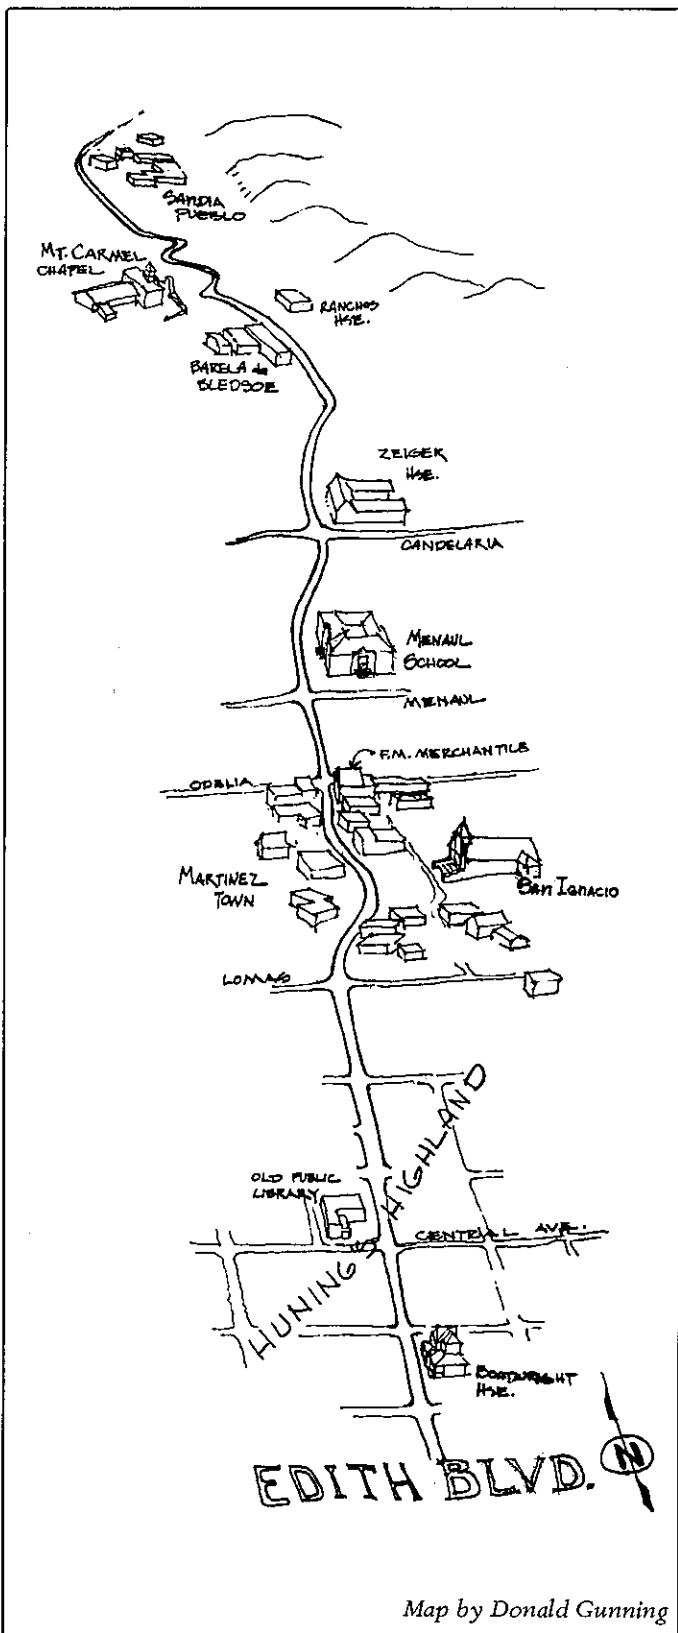 SANDIA
PUEBLO
MT. CARMEL
CHAPEL
RANCHOS
HSE.
BARELA de
BLEDSOE
ZEIGER
HSE.
CANDELARIA
MENAUL
SCHOOL
MENAUL
F.M. MERCHANTILE
ODELIA
MARTINEZ
TOWN
SAN IGNACIO
LOMAS
HUNING'S HIGHLAND
OLD PUBLIC
LIBRARY
CENTRAL AVE.
BOATWRIGHT
HSE.
EDITH BLVD.
N
Map by Donald Gunning